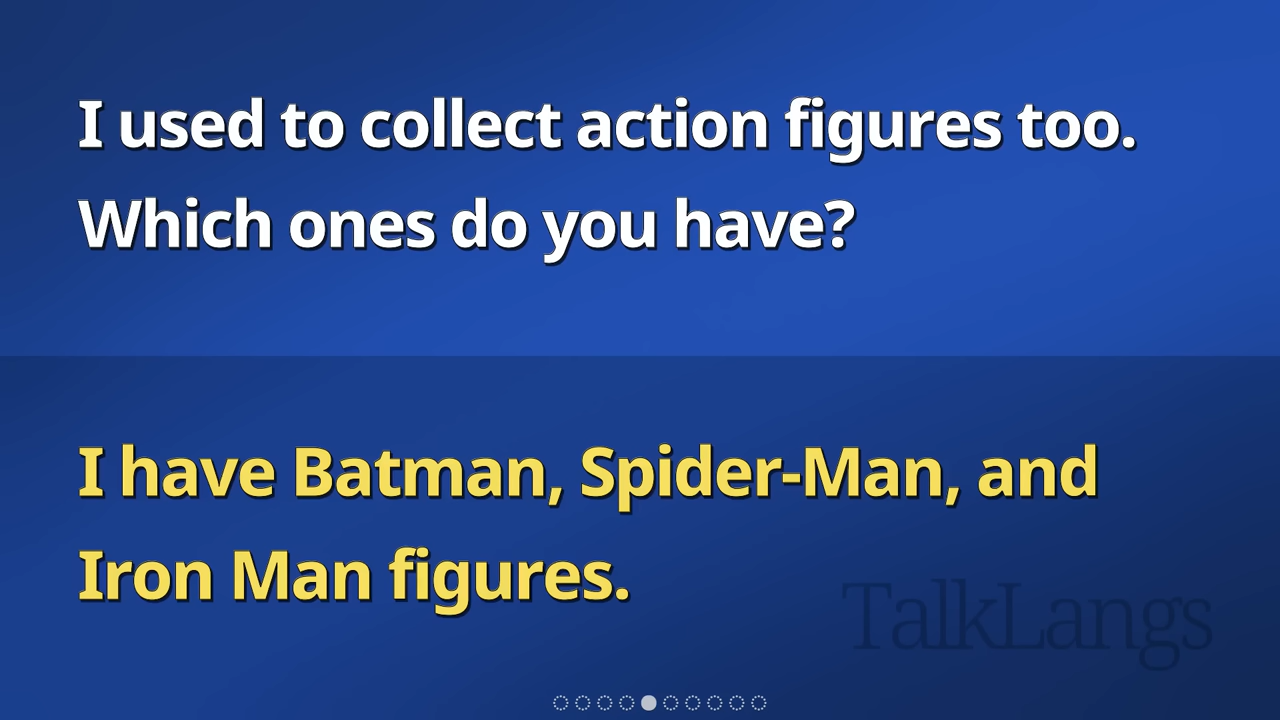 I used to collect action figures too.
Which ones do you have?
I have Batman, Spider-Man, and
Iron Man figures.
TalkLangs